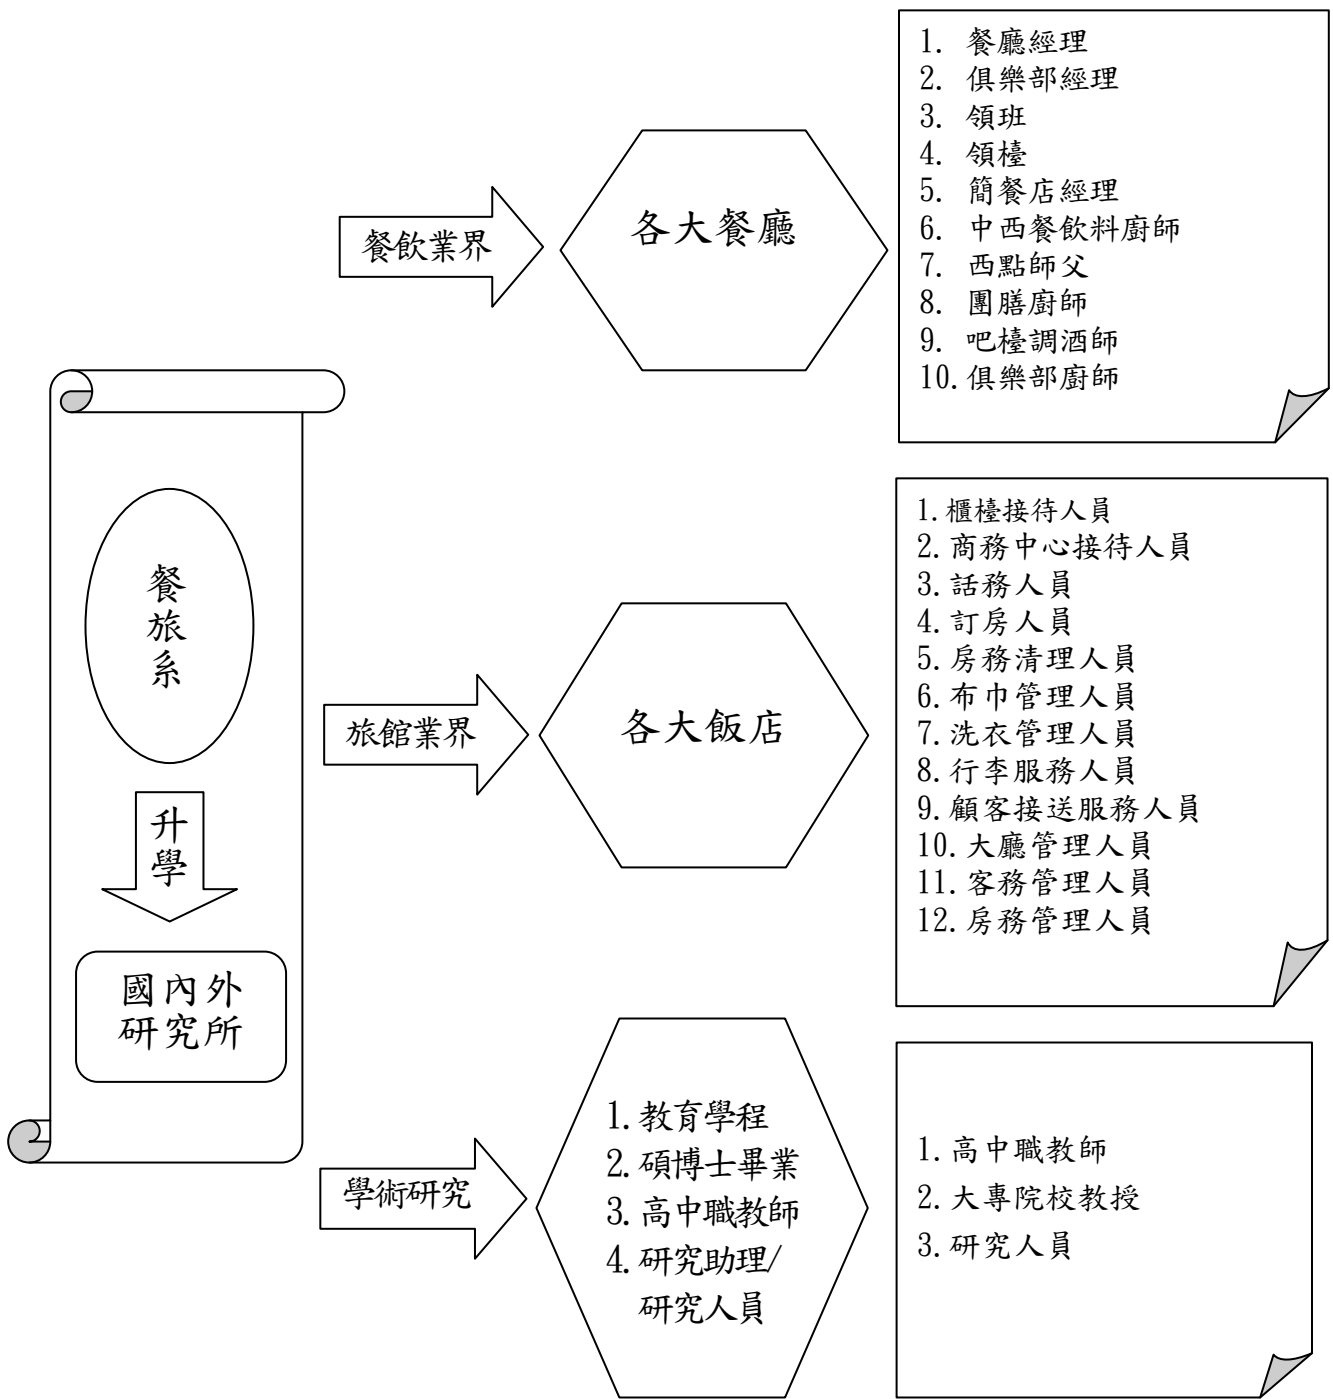 餐旅系
升學
國內外
研究所
餐飲業界
各大餐廳
1. 餐廳經理
2. 俱樂部經理
3. 領班
4. 領檯
5. 簡餐店經理
6. 中西餐飲料廚師
7. 西點師父
8. 團膳廚師
9. 吧檯調酒師
10.俱樂部廚師
旅館業界
各大飯店
1.櫃檯接待人員
2.商務中心接待人員
3.話務人員
4.訂房人員
5.房務清理人員
6.布巾管理人員
7.洗衣管理人員
8.行李服務人員
9.顧客接送服務人員
10.大廳管理人員
11.客務管理人員
12.房務管理人員
學術研究
1.教育學程
2.碩博士畢業
3.高中職教師
4.研究助理/
研究人員
1.高中職教師
2.大專院校教授
3.研究人員